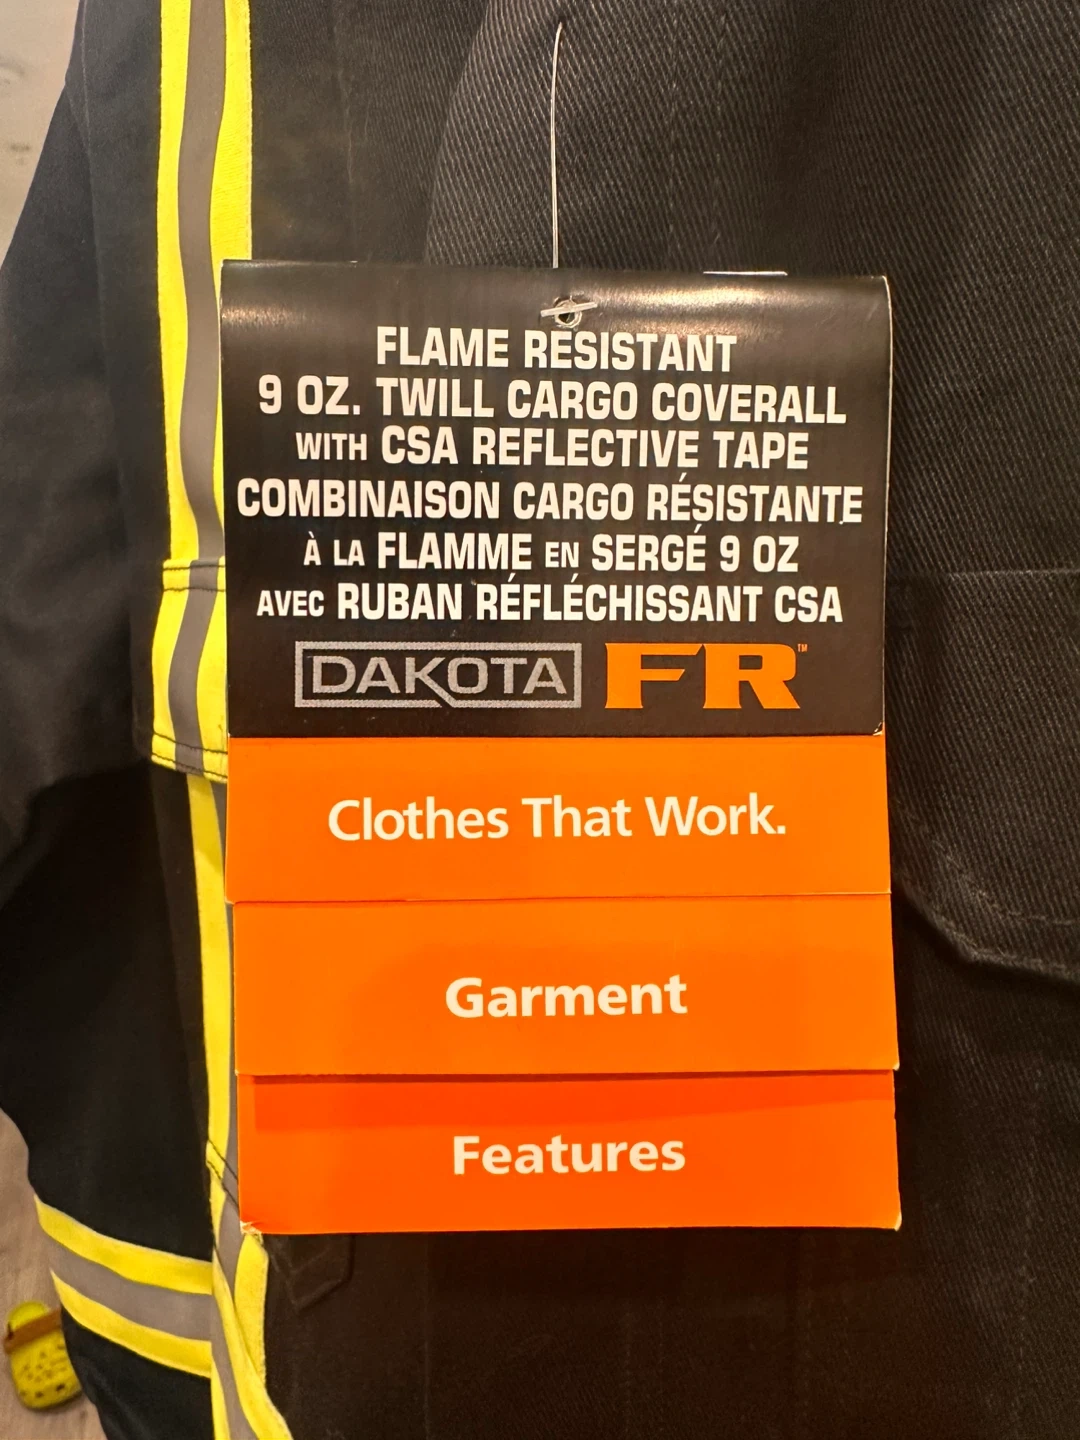 FLAME RESISTANT
9 OZ. TWILL CARGO COVERALL
WITH CSA REFLECTIVE TAPE
COMBINAISON CARGO RÉSISTANTE
À LA FLAMME EN SERGÉ 9 OZ
AVEC RUBAN RÉFLÉCHISSANT CSA
DAKOTA FR™
Clothes That Work.
Garment
Features